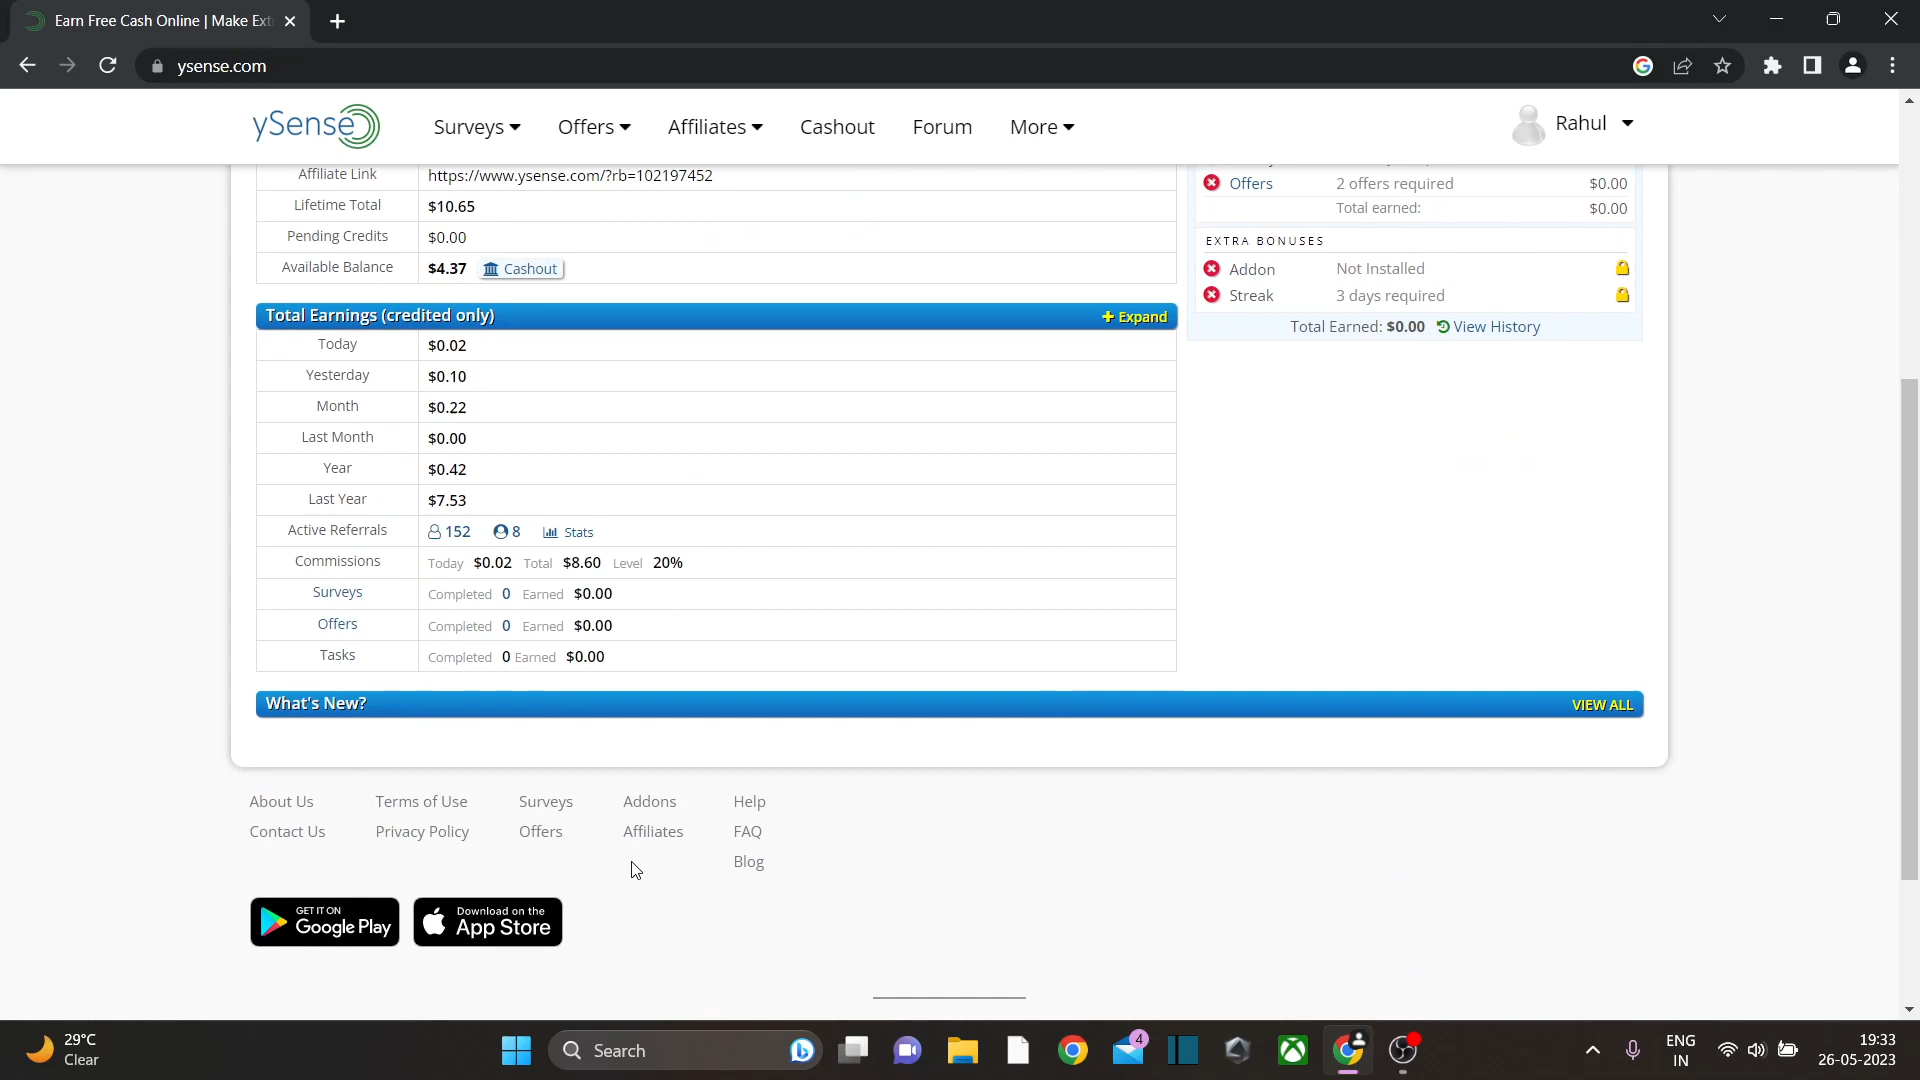 Earn Free Cash Online | Make Ext
ysense.com
ySense
Surveys Offers Affiliates Cashout Forum More
Rahul
Affiliate Link https://www.ysense.com/?rb=102197452
Lifetime Total $10.65
Pending Credits $0.00
Available Balance $4.37 Cashout
Offers 2 offers required $0.00
Total earned: $0.00
EXTRA BONUSES
Addon Not Installed
Streak 3 days required
Total Earned: $0.00 View History
Total Earnings (credited only) + Expand
Today $0.02
Yesterday $0.10
Month $0.22
Last Month $0.00
Year $0.42
Last Year $7.53
Active Referrals 152 8 Stats
Commissions Today $0.02 Total $8.60 Level 20%
Surveys Completed 0 Earned $0.00
Offers Completed 0 Earned $0.00
Tasks Completed 0 Earned $0.00
What's New? VIEW ALL
About Us Terms of Use Surveys Addons Help
Contact Us Privacy Policy Offers Affiliates FAQ
Blog
GET IT ON
Google Play
Download on the
App Store
29°C
Clear
Search
4
ENG
IN
19:33
26-05-2023